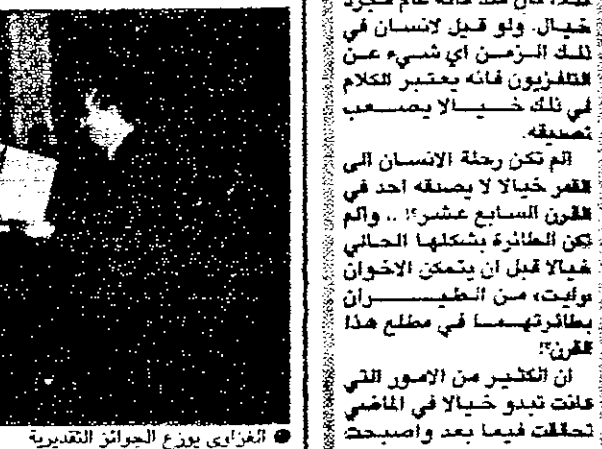 خيال. ولو قيل لانسان في
ذلك الزمن اي شيء عن
التلفزيون فانه يعتبر الكلام
في ذلك خيالا يصعب
تصديقه.
الم تكن رحلة الانسان الى
القمر خيالا لا يصدقه احد في
القرن السابع عشر؟! .. والم
تكن الطائرة بشكلها الحالي
خيالا قبل ان يتمكن الاخوان
«رايت» من الطيران
بطائرتهما في مطلع هذا
القرن؟!
ان الكثير من الامور التي
كانت تبدو خيالا في الماضي
تحققت فيما بعد واصبحت
● الغزاوي يوزع الجوائز التقديرية